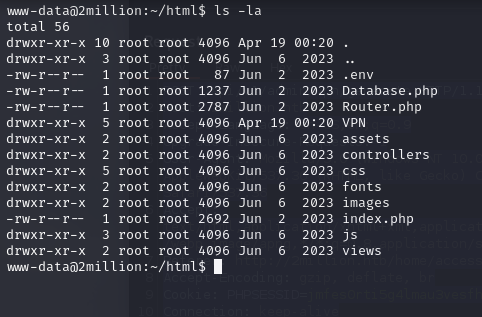 www-data@2million:~/html$ ls -la
total 56
drwxr-xr-x 10 root root 4096 Apr 19 00:20 .
drwxr-xr-x  3 root root 4096 Jun  6  2023 ..
-rw-r--r--  1 root root   87 Jun  2  2023 .env
-rw-r--r--  1 root root 1237 Jun  2  2023 Database.php
-rw-r--r--  1 root root 2787 Jun  2  2023 Router.php
drwxr-xr-x  5 root root 4096 Apr 19 00:20 VPN
drwxr-xr-x  2 root root 4096 Jun  6  2023 assets
drwxr-xr-x  2 root root 4096 Jun  6  2023 controllers
drwxr-xr-x  5 root root 4096 Jun  6  2023 css
drwxr-xr-x  2 root root 4096 Jun  6  2023 fonts
drwxr-xr-x  2 root root 4096 Jun  6  2023 images
-rw-r--r--  1 root root 2692 Jun  2  2023 index.php
drwxr-xr-x  3 root root 4096 Jun  6  2023 js
drwxr-xr-x  2 root root 4096 Jun  6  2023 views
www-data@2million:~/html$